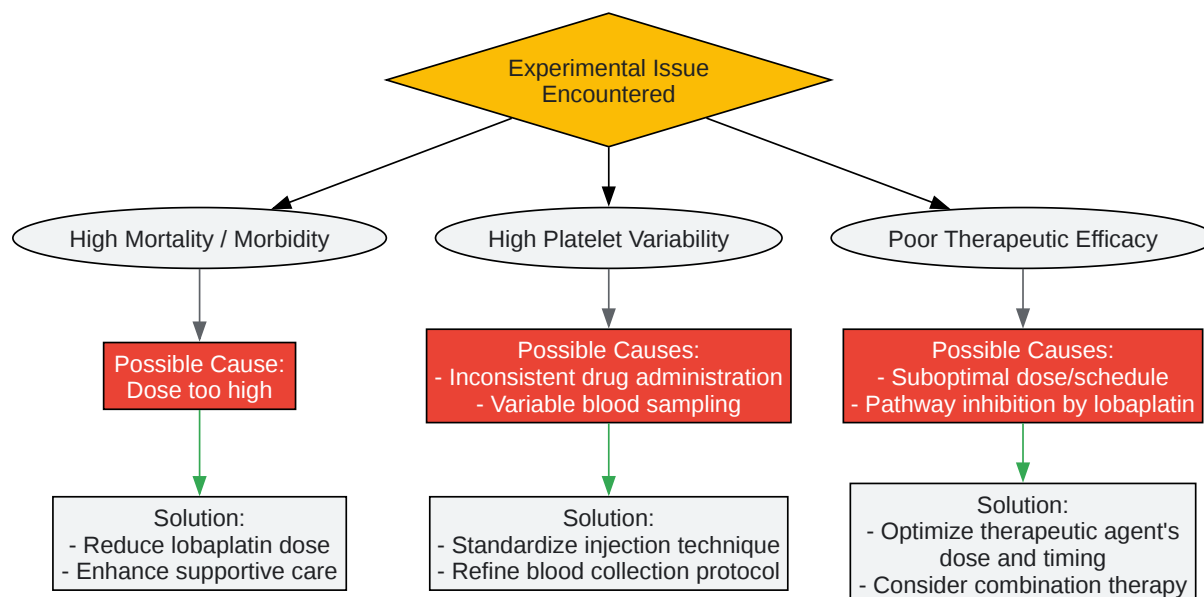 Experimental Issue
Encountered
High Mortality / Morbidity
High Platelet Variability
Poor Therapeutic Efficacy
Possible Cause:
Dose too high
Possible Causes:
- Inconsistent drug administration
- Variable blood sampling
Possible Causes:
- Suboptimal dose/schedule
- Pathway inhibition by lobaplatin
Solution:
- Reduce lobaplatin dose
- Enhance supportive care
Solution:
- Standardize injection technique
- Refine blood collection protocol
Solution:
- Optimize therapeutic agent's
dose and timing
- Consider combination therapy